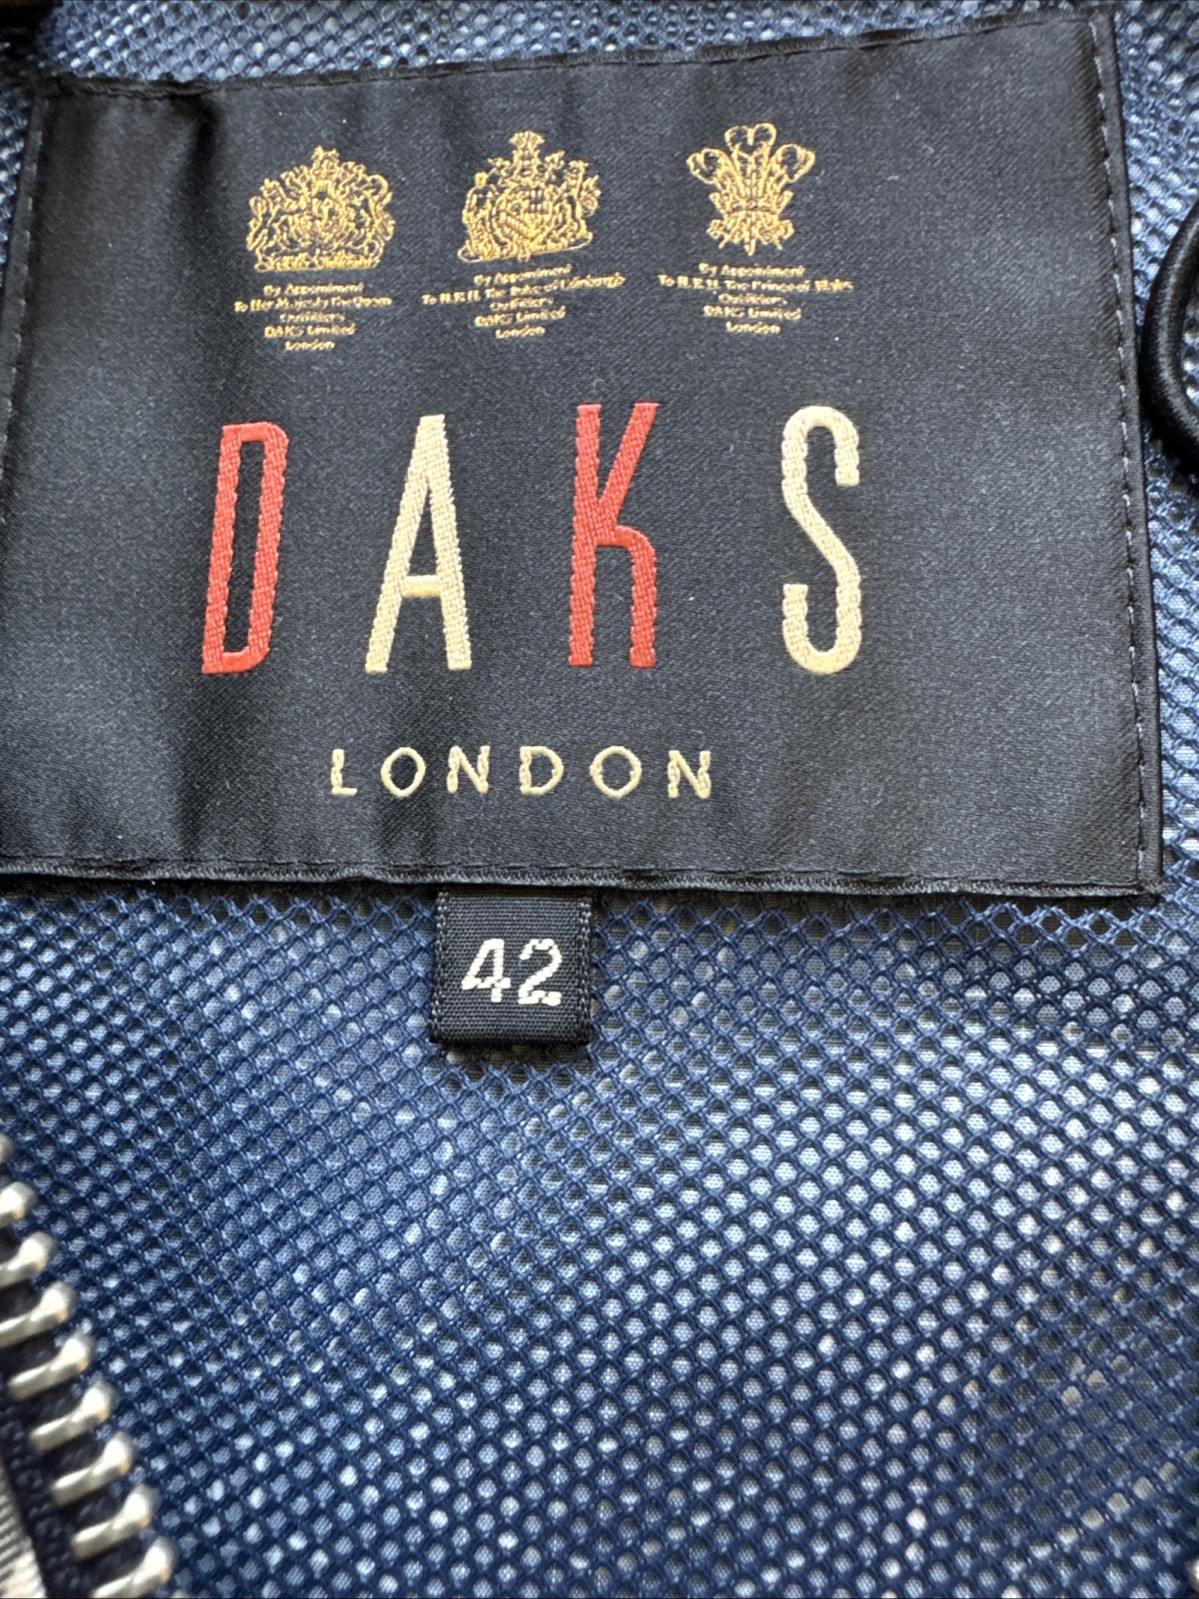 By Appointment
To Her Majesty The Queen
Outfitters
DAKS Limited
London
By Appointment
To H.R.H. The Duke of Edinburgh
Outfitters
DAKS Limited
London
By Appointment
To H.R.H. The Prince of Wales
Outfitters
DAKS Limited
London
DAKS
LONDON
42